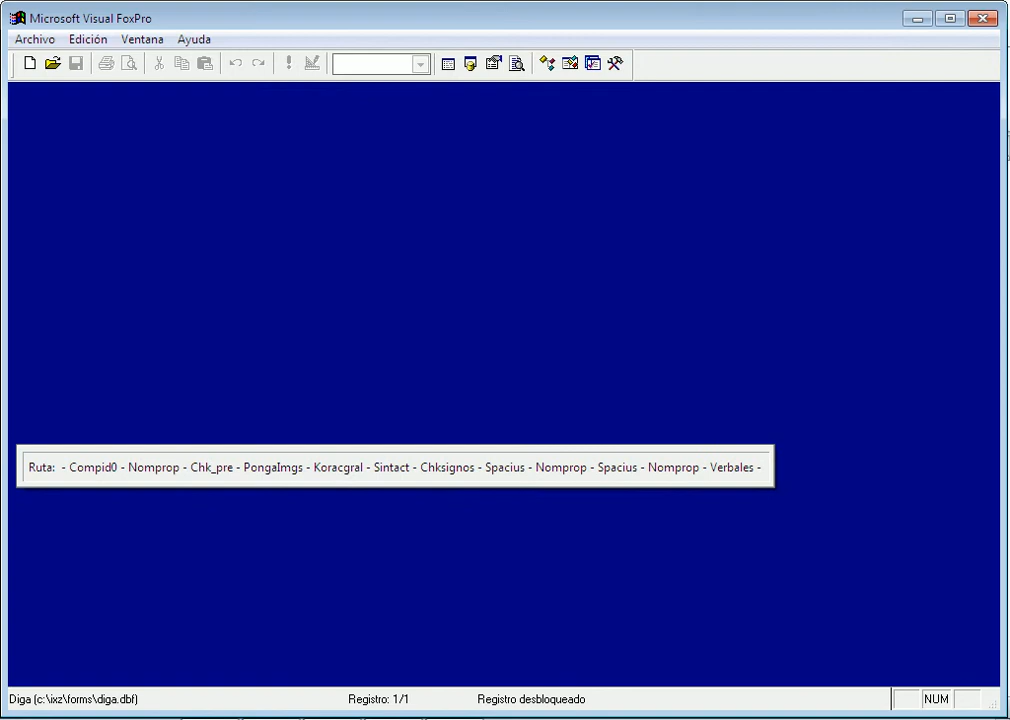 Microsoft Visual FoxPro
Archivo Edición Ventana Ayuda
Ruta: - Compid0 - Nomprop - Chk_pre - PongaImgs - Koracgral - Sintact - Chksignos - Spacius - Nomprop - Spacius - Nomprop - Verbales -
Diga (c:\ixz\forms\diga.dbf) Registro: 1/1 Registro desbloqueado NUM